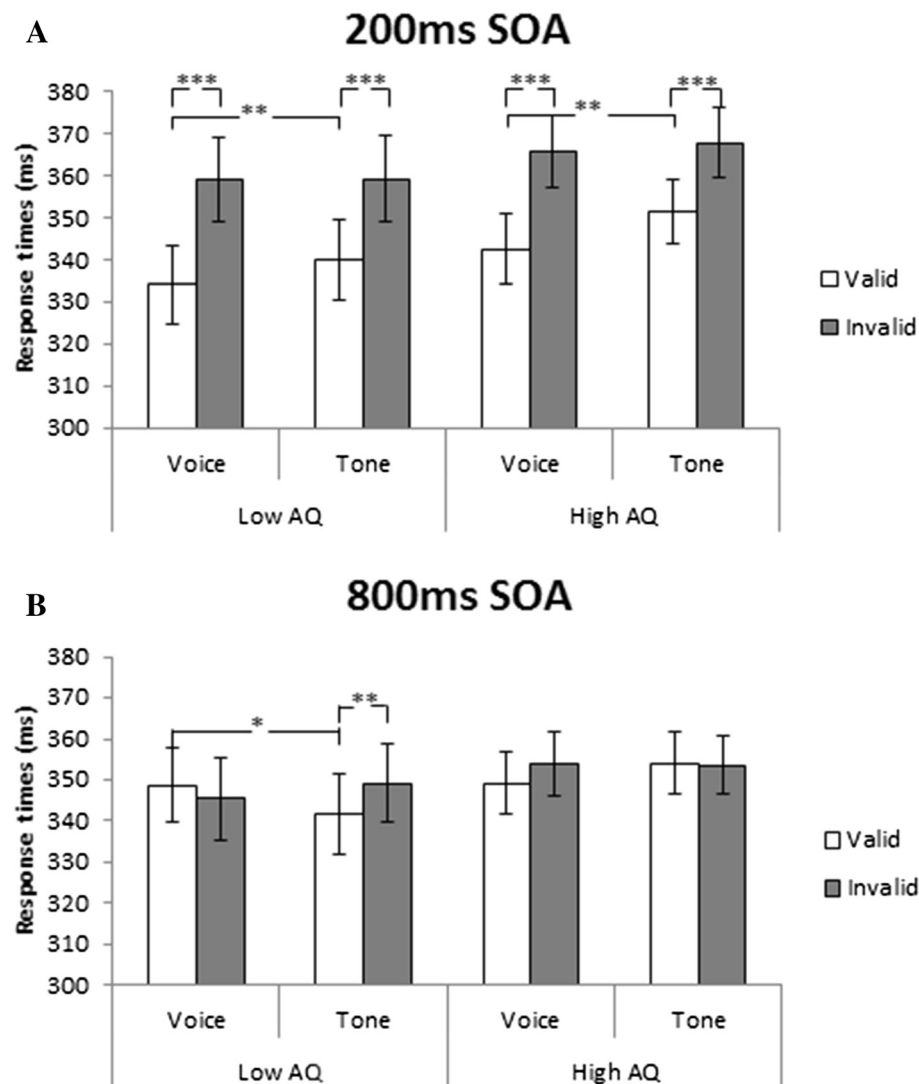 A
200ms SOA
Response times (ms)
380
370
360
350
340
330
320
310
300
*** ** *** *** ** ***
Valid
Invalid
Voice Tone Voice Tone
Low AQ High AQ
B
800ms SOA
Response times (ms)
380
370
360
350
340
330
320
310
300
* **
Valid
Invalid
Voice Tone Voice Tone
Low AQ High AQ